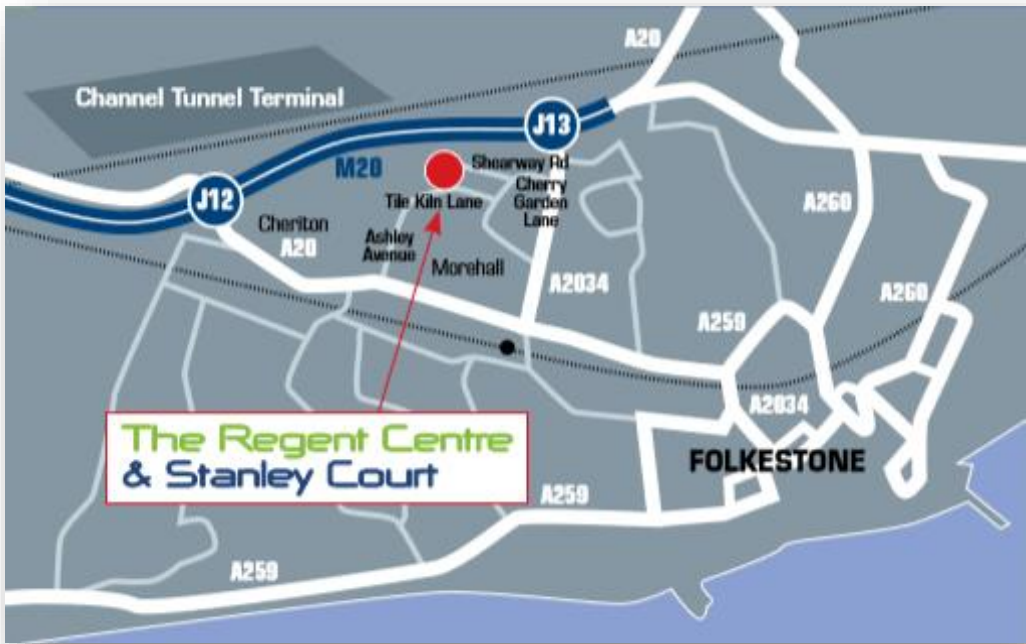 A20
Channel Tunnel Terminal
J13
M20
Shearway Rd
J12
Tile Kiln Lane
Cherry
Garden
Lane
A260
Cheriton
A20
Ashley
Avenue
Morehall
A2034
A260
A259
The Regent Centre
& Stanley Court
A2034
FOLKESTONE
A259
A259